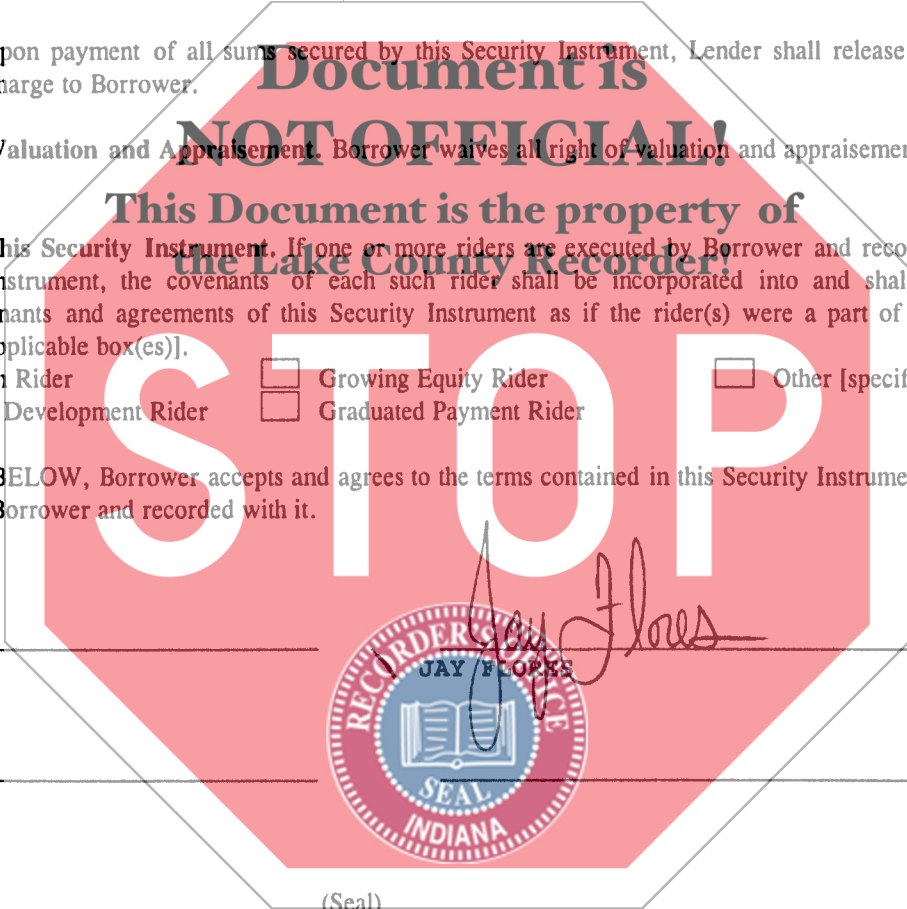 pon payment of all sums secured by this Security Instrument, Lender shall release
harge to Borrower.
Document is
NOT OFFICIAL!
Valuation and Appraisement. Borrower waives all right of valuation and appraisemen
This Document is the property of
the Lake County Recorder!
his Security Instrument. If one or more riders are executed by Borrower and reco
nstrument, the covenants of each such rider shall be incorporated into and shal
nants and agreements of this Security Instrument as if the rider(s) were a part of
pplicable box(es)].
Rider Growing Equity Rider Other [specif
Development Rider Graduated Payment Rider
STOP
BELOW, Borrower accepts and agrees to the terms contained in this Security Instrume
Borrower and recorded with it.
Jay Flores
JAY FLORES
RECORDER'S OFFICE
SEAL
INDIANA
(Seal)